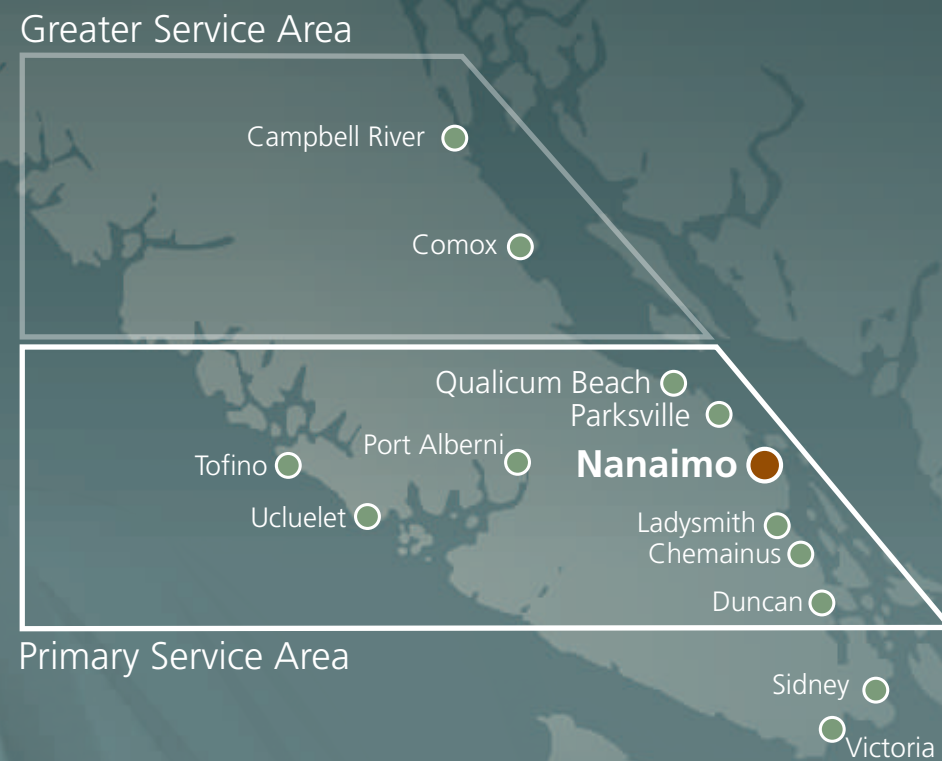 Greater Service Area
Campbell River
Comox
Qualicum Beach
Parksville
Port Alberni
Nanaimo
Tofino
Ucluelet
Ladysmith
Chemainus
Duncan
Primary Service Area
Sidney
Victoria